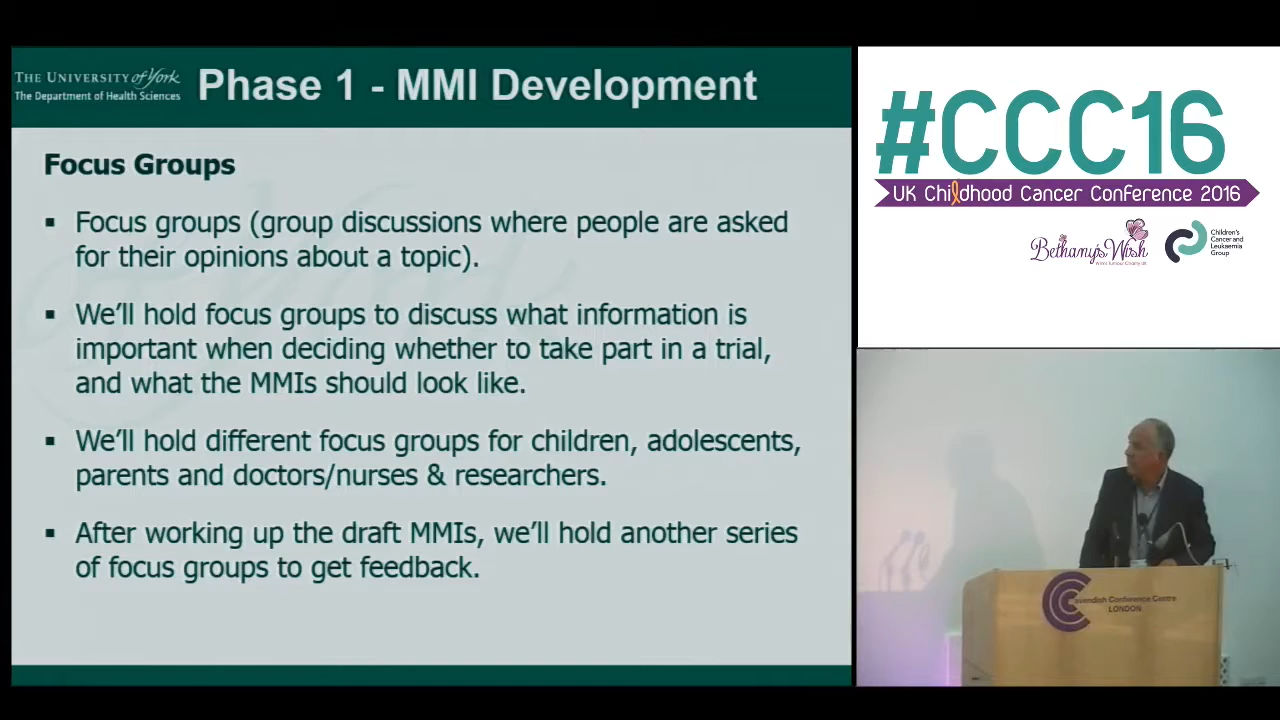 THE UNIVERSITY of York
The Department of Health Sciences
Phase 1 - MMI Development
Focus Groups
▪ Focus groups (group discussions where people are asked
for their opinions about a topic).
▪ We'll hold focus groups to discuss what information is
important when deciding whether to take part in a trial,
and what the MMIs should look like.
▪ We'll hold different focus groups for children, adolescents,
parents and doctors/nurses & researchers.
▪ After working up the draft MMIs, we'll hold another series
of focus groups to get feedback.
#CCC16
UK Childhood Cancer Conference 2016
Bethany's Wish
Children's
Cancer and
Leukaemia
Group
Cavendish Conference Centre
LONDON